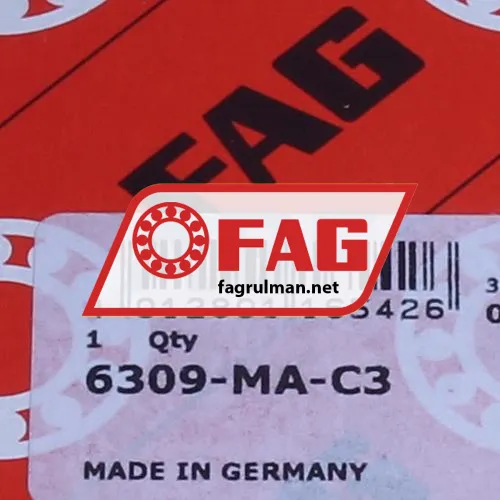 FAG
FAG
fagrulman.net
1 Qty
6309-MA-C3
MADE IN GERMANY